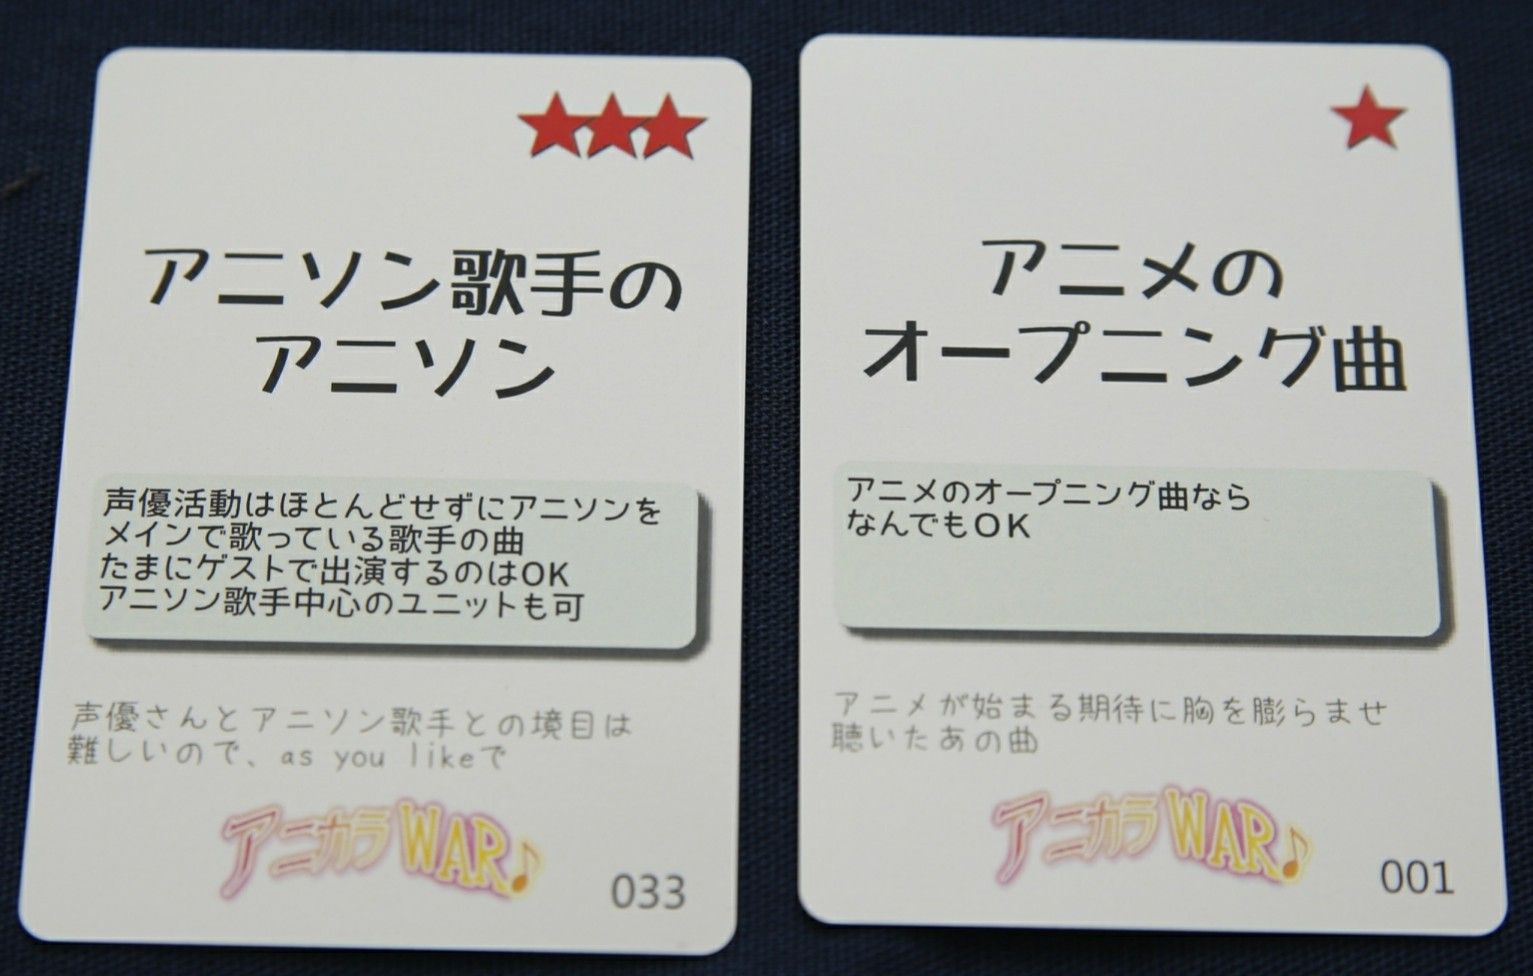 ★★★
アニソン歌手の
アニソン
声優活動はほとんどせずにアニソンを
メインで歌っている歌手の曲
たまにゲストで出演するのはOK
アニソン歌手中心のユニットも可
声優さんとアニソン歌手との境目は
難しいので、as you likeで
アニカラWAR♪
033
★
アニメの
オープニング曲
アニメのオープニング曲なら
なんでもOK
アニメが始まる期待に胸を膨らませ
聴いたあの曲
アニカラWAR♪
001